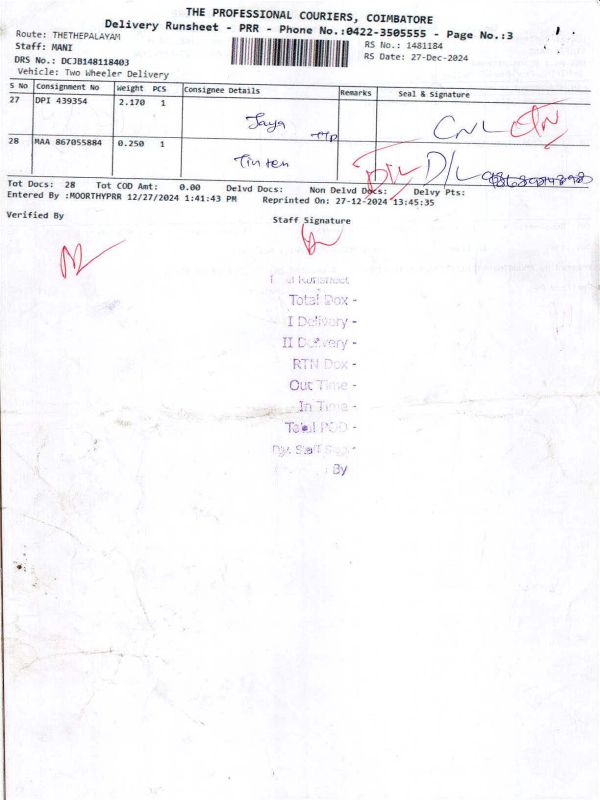 THE PROFESSIONAL COURIERS, COIMBATORE
Delivery Runsheet - PRR - Phone No.:0422-3505555 - Page No.:3
Route: THETHEPALAYAM
RS No.: 1481184
Staff: MANI
RS Date: 27-Dec-2024
DRS No.: DCJB148118403
Vehicle: Two Wheeler Delivery
S No Consignment No Weight PCS Consignee Details Remarks Seal & Signature
27 DPI 439354 2.170 1
Jaya
CNL
28 MAA 867055884 0.250 1
D/L D/L
Tot Docs: 28 Tot COD Amt: 0.00 Delvd Docs: Non Delvd Docs: Delvy Pts:
Entered By :MOORTHYPRR 12/27/2024 1:41:43 PM Reprinted On: 27-12-2024 13:45:35
Verified By Staff Signature
Runsheet
Total Dox -
I Delivery -
II Delivery -
RTN Dox -
Out Time -
In Time -
Total POD -
Staff
By